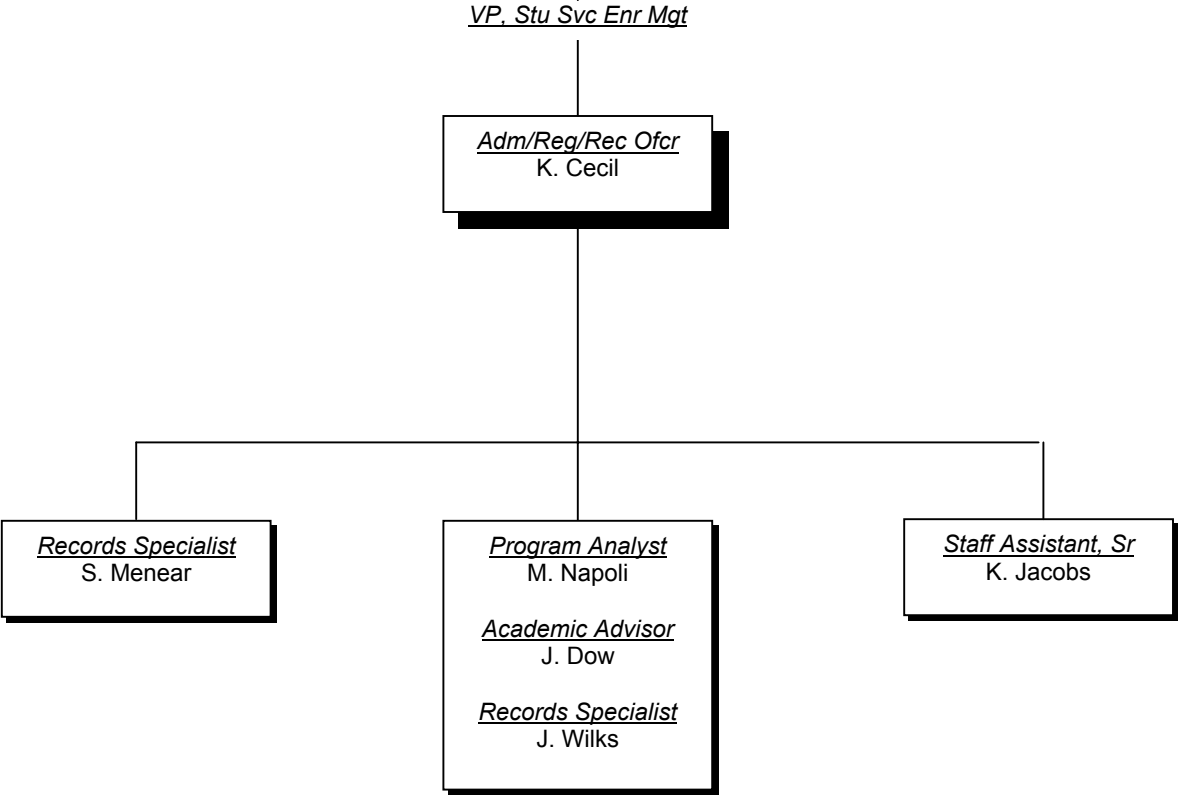 VP, Stu Svc Enr Mgt
Adm/Reg/Rec Ofcr
K. Cecil
Records Specialist
S. Menear
Program Analyst
M. Napoli
Academic Advisor
J. Dow
Records Specialist
J. Wilks
Staff Assistant, Sr
K. Jacobs